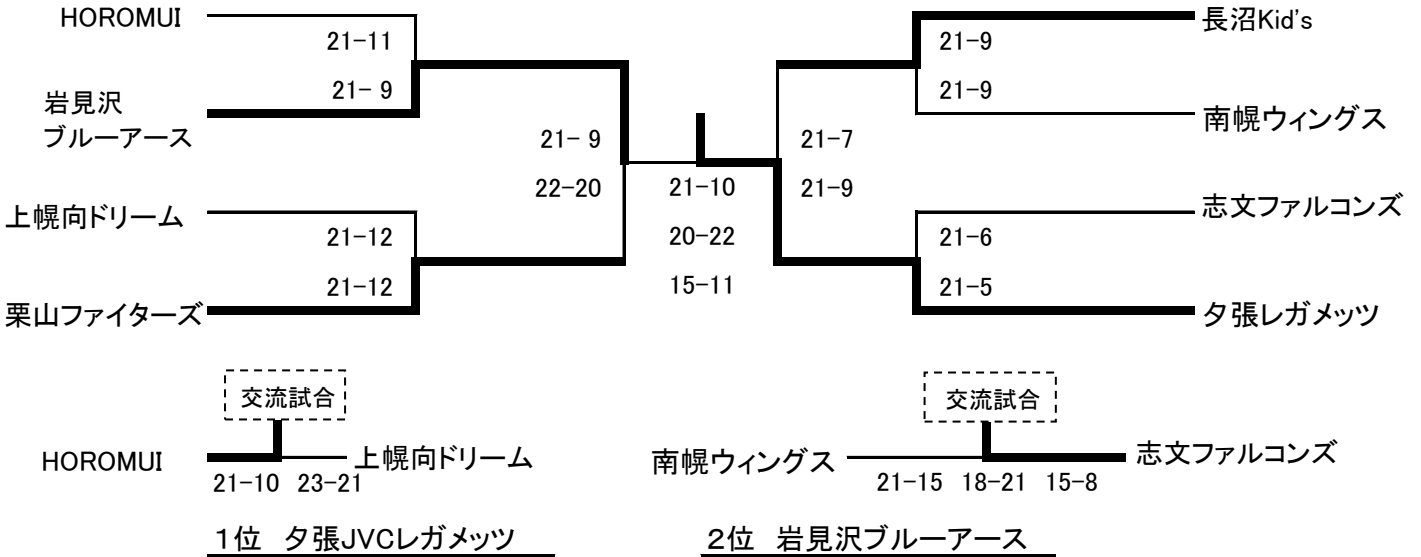 HOROMUI
21-11
21- 9
岩見沢
ブルーアース
上幌向ドリーム
21-12
21-12
栗山ファイターズ
21- 9
22-20
21-10
20-22
15-11
21-7
21-9
長沼Kid's
21-9
21-9
南幌ウィングス
志文ファルコンズ
21-6
21-5
夕張レガメッツ
交流試合
HOROMUI
上幌向ドリーム
21-10 23-21
交流試合
南幌ウィングス
志文ファルコンズ
21-15 18-21 15-8
1位 夕張JVCレガメッツ
2位 岩見沢ブルーアース